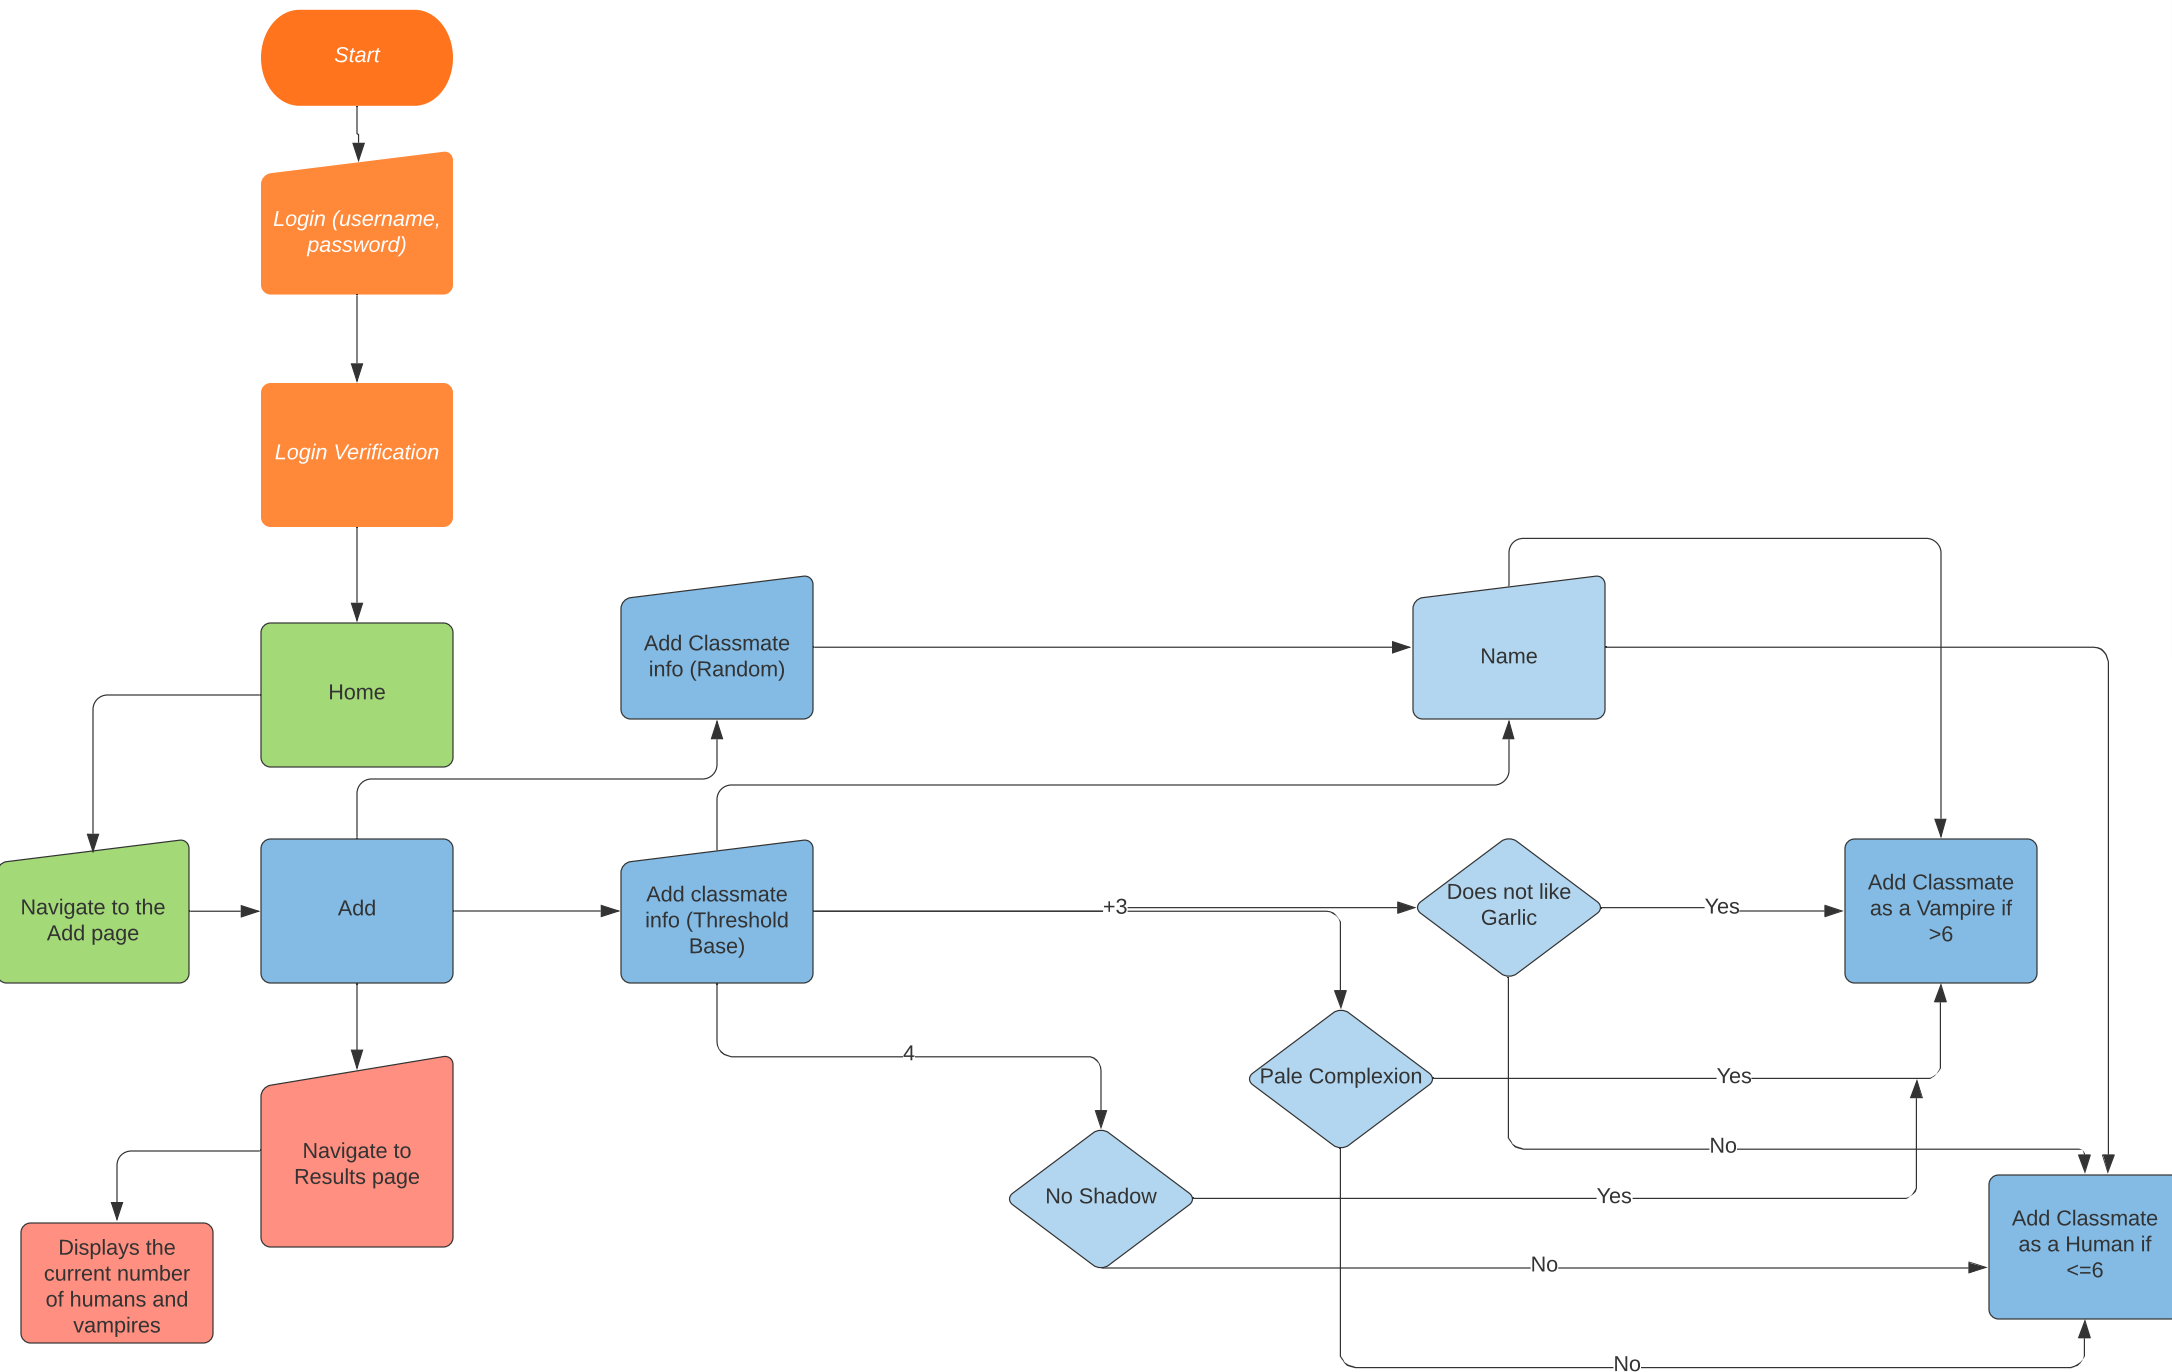 Start
Login (username,
password)
Login Verification
Home
Add Classmate
info (Random)
Name
Navigate to the
Add page
Add
Add classmate
info (Threshold
Base)
+3
Does not like
Garlic
Yes
Add Classmate
as a Vampire if
>6
4
Pale Complexion
Yes
No
Navigate to
Results page
No Shadow
Yes
No
Add Classmate
as a Human if
<=6
Displays the
current number
of humans and
vampires
No